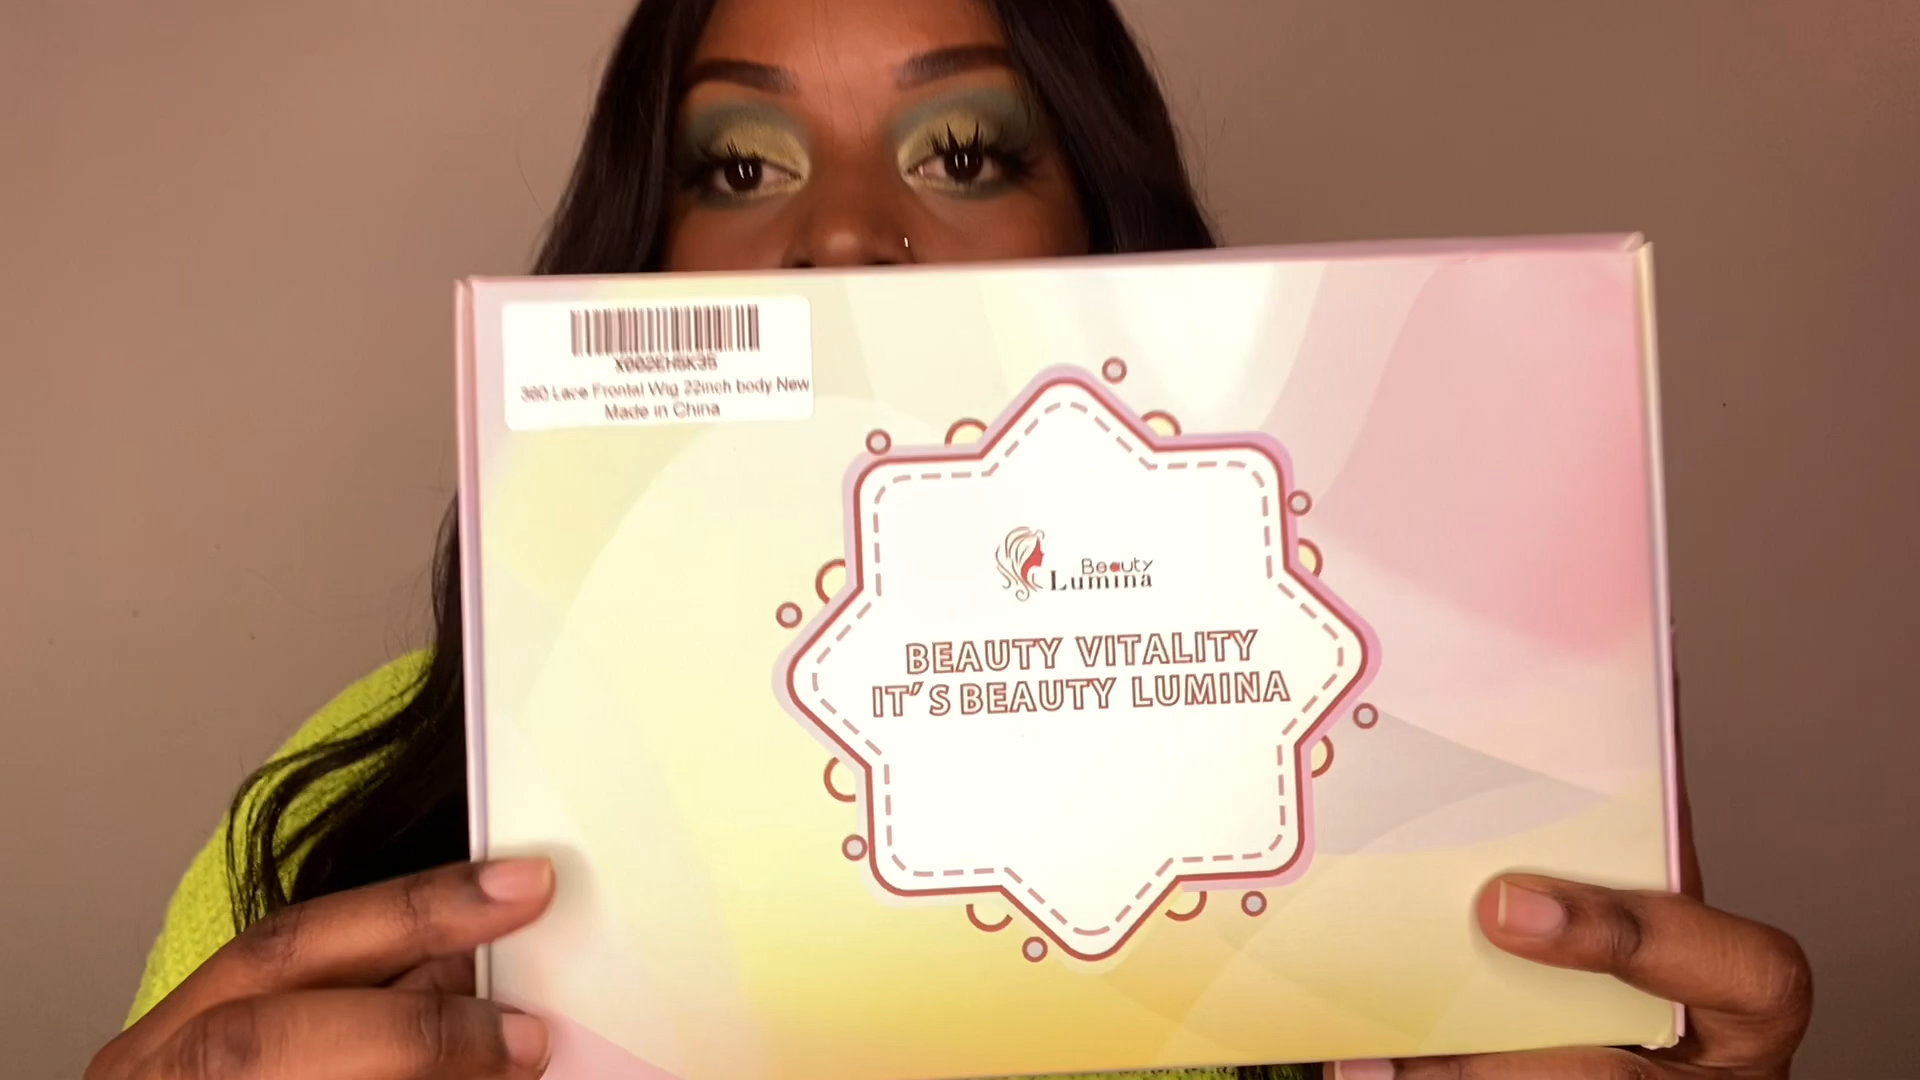 360 Lace Frontal Wig 22inch body New
Made in China
Beauty
Lumina
BEAUTY VITALITY
IT'S BEAUTY LUMINA